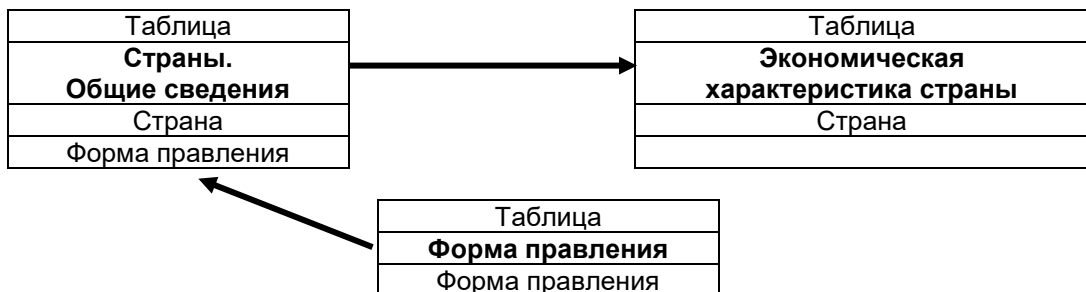 Таблица
Страны.
Общие сведения
Страна
Форма правления
Таблица
Экономическая
характеристика страны
Страна
Таблица
Форма правления
Форма правления